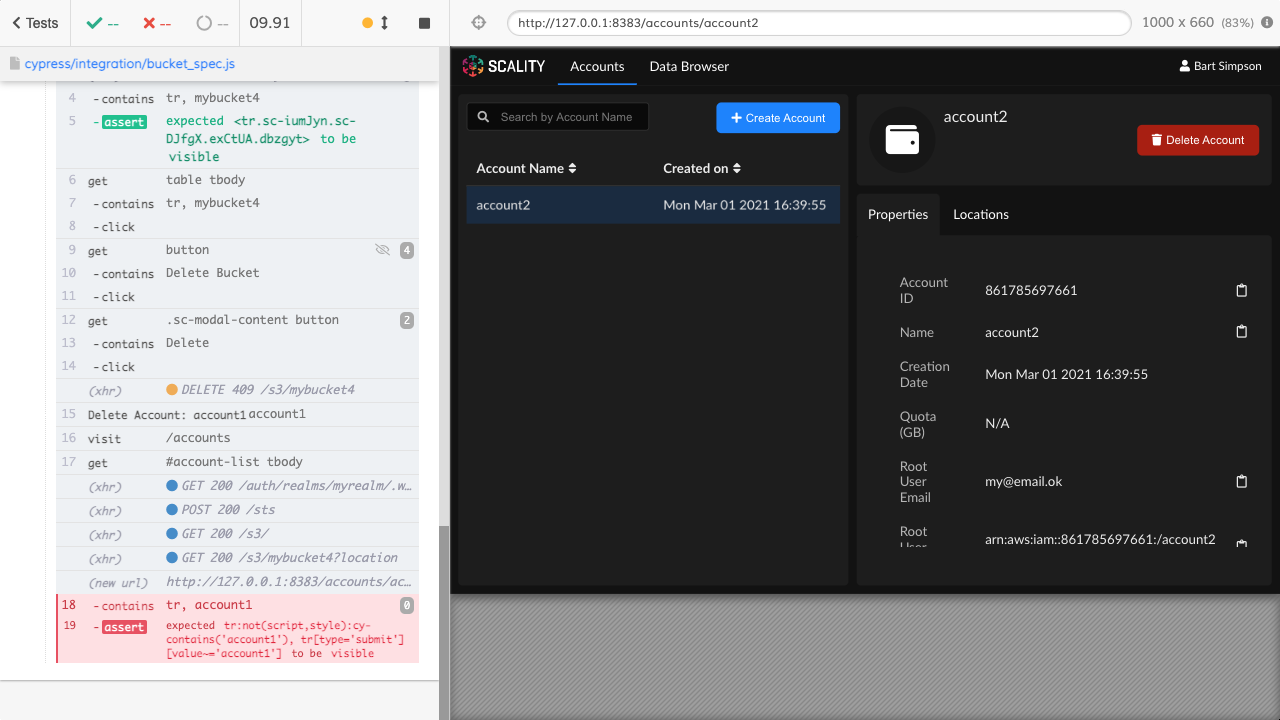 Tests
--
--
--
09.91
http://127.0.0.1:8383/accounts/account2
1000 x 660 (83%)
cypress/integration/bucket_spec.js
4 -contains tr, mybucket4
5 -assert expected <tr.sc-iumJyn.sc-
DJfgX.exCtUA.dbzgyt> to be
visible
6 get table tbody
7 -contains tr, mybucket4
8 -click
9 get button 4
10 -contains Delete Bucket
11 -click
12 get .sc-modal-content button 2
13 -contains Delete
14 -click
(xhr) DELETE 409 /s3/mybucket4
15 Delete Account: account1 account1
16 visit /accounts
17 get #account-list tbody
(xhr) GET 200 /auth/realms/myrealm/.w…
(xhr) POST 200 /sts
(xhr) GET 200 /s3/
(xhr) GET 200 /s3/mybucket4?location
(new url) http://127.0.0.1:8383/accounts/ac…
18 -contains tr, account1 0
19 -assert expected tr:not(script,style):cy-
contains('account1'), tr[type='submit']
[value~='account1'] to be visible
SCALITY
Accounts
Data Browser
Bart Simpson
Search by Account Name
Create Account
Account Name
Created on
account2
Mon Mar 01 2021 16:39:55
account2
Delete Account
Properties
Locations
Account
ID
861785697661
Name
account2
Creation
Date
Mon Mar 01 2021 16:39:55
Quota
(GB)
N/A
Root
User
Email
my@email.ok
Root
User
arn:aws:iam::861785697661:/account2